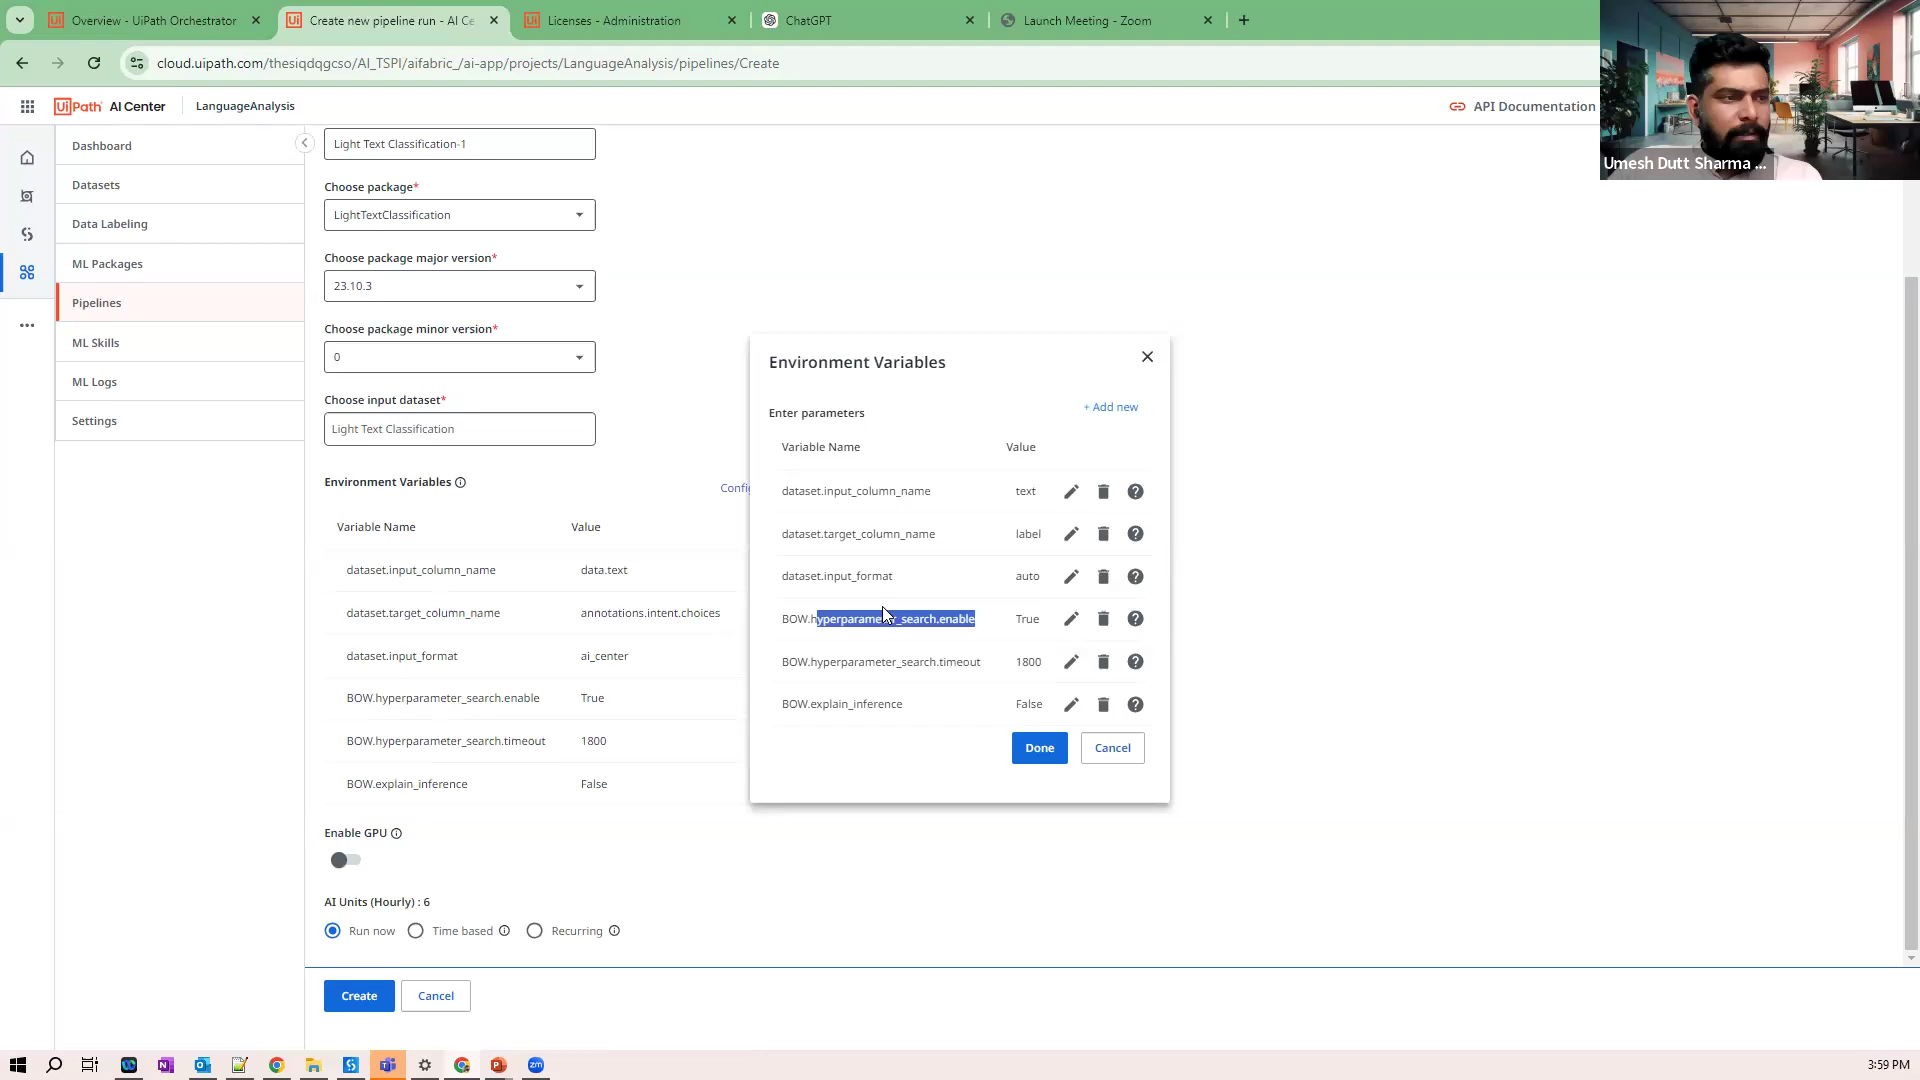 Overview - UiPath Orchestrator
Create new pipeline run - AI Ce
Licenses - Administration
ChatGPT
Launch Meeting - Zoom
cloud.uipath.com/thesiqdqgcso/AI_TSPI/aifabric_/ai-app/projects/LanguageAnalysis/pipelines/Create
UiPath AI Center
LanguageAnalysis
API Documentation
Umesh Dutt Sharma ...
Dashboard
Datasets
Data Labeling
ML Packages
Pipelines
ML Skills
ML Logs
Settings
Light Text Classification-1
Choose package*
LightTextClassification
Choose package major version*
23.10.3
Choose package minor version*
0
Choose input dataset*
Light Text Classification
Environment Variables
Confi
Variable Name Value
dataset.input_column_name data.text
dataset.target_column_name annotations.intent.choices
dataset.input_format ai_center
BOW.hyperparameter_search.enable True
BOW.hyperparameter_search.timeout 1800
BOW.explain_inference False
Enable GPU
AI Units (Hourly) : 6
Run now Time based Recurring
Create Cancel
Environment Variables
Enter parameters
+ Add new
Variable Name Value
dataset.input_column_name text
dataset.target_column_name label
dataset.input_format auto
BOW.hyperparameter_search.enable True
BOW.hyperparameter_search.timeout 1800
BOW.explain_inference False
Done Cancel
3:59 PM